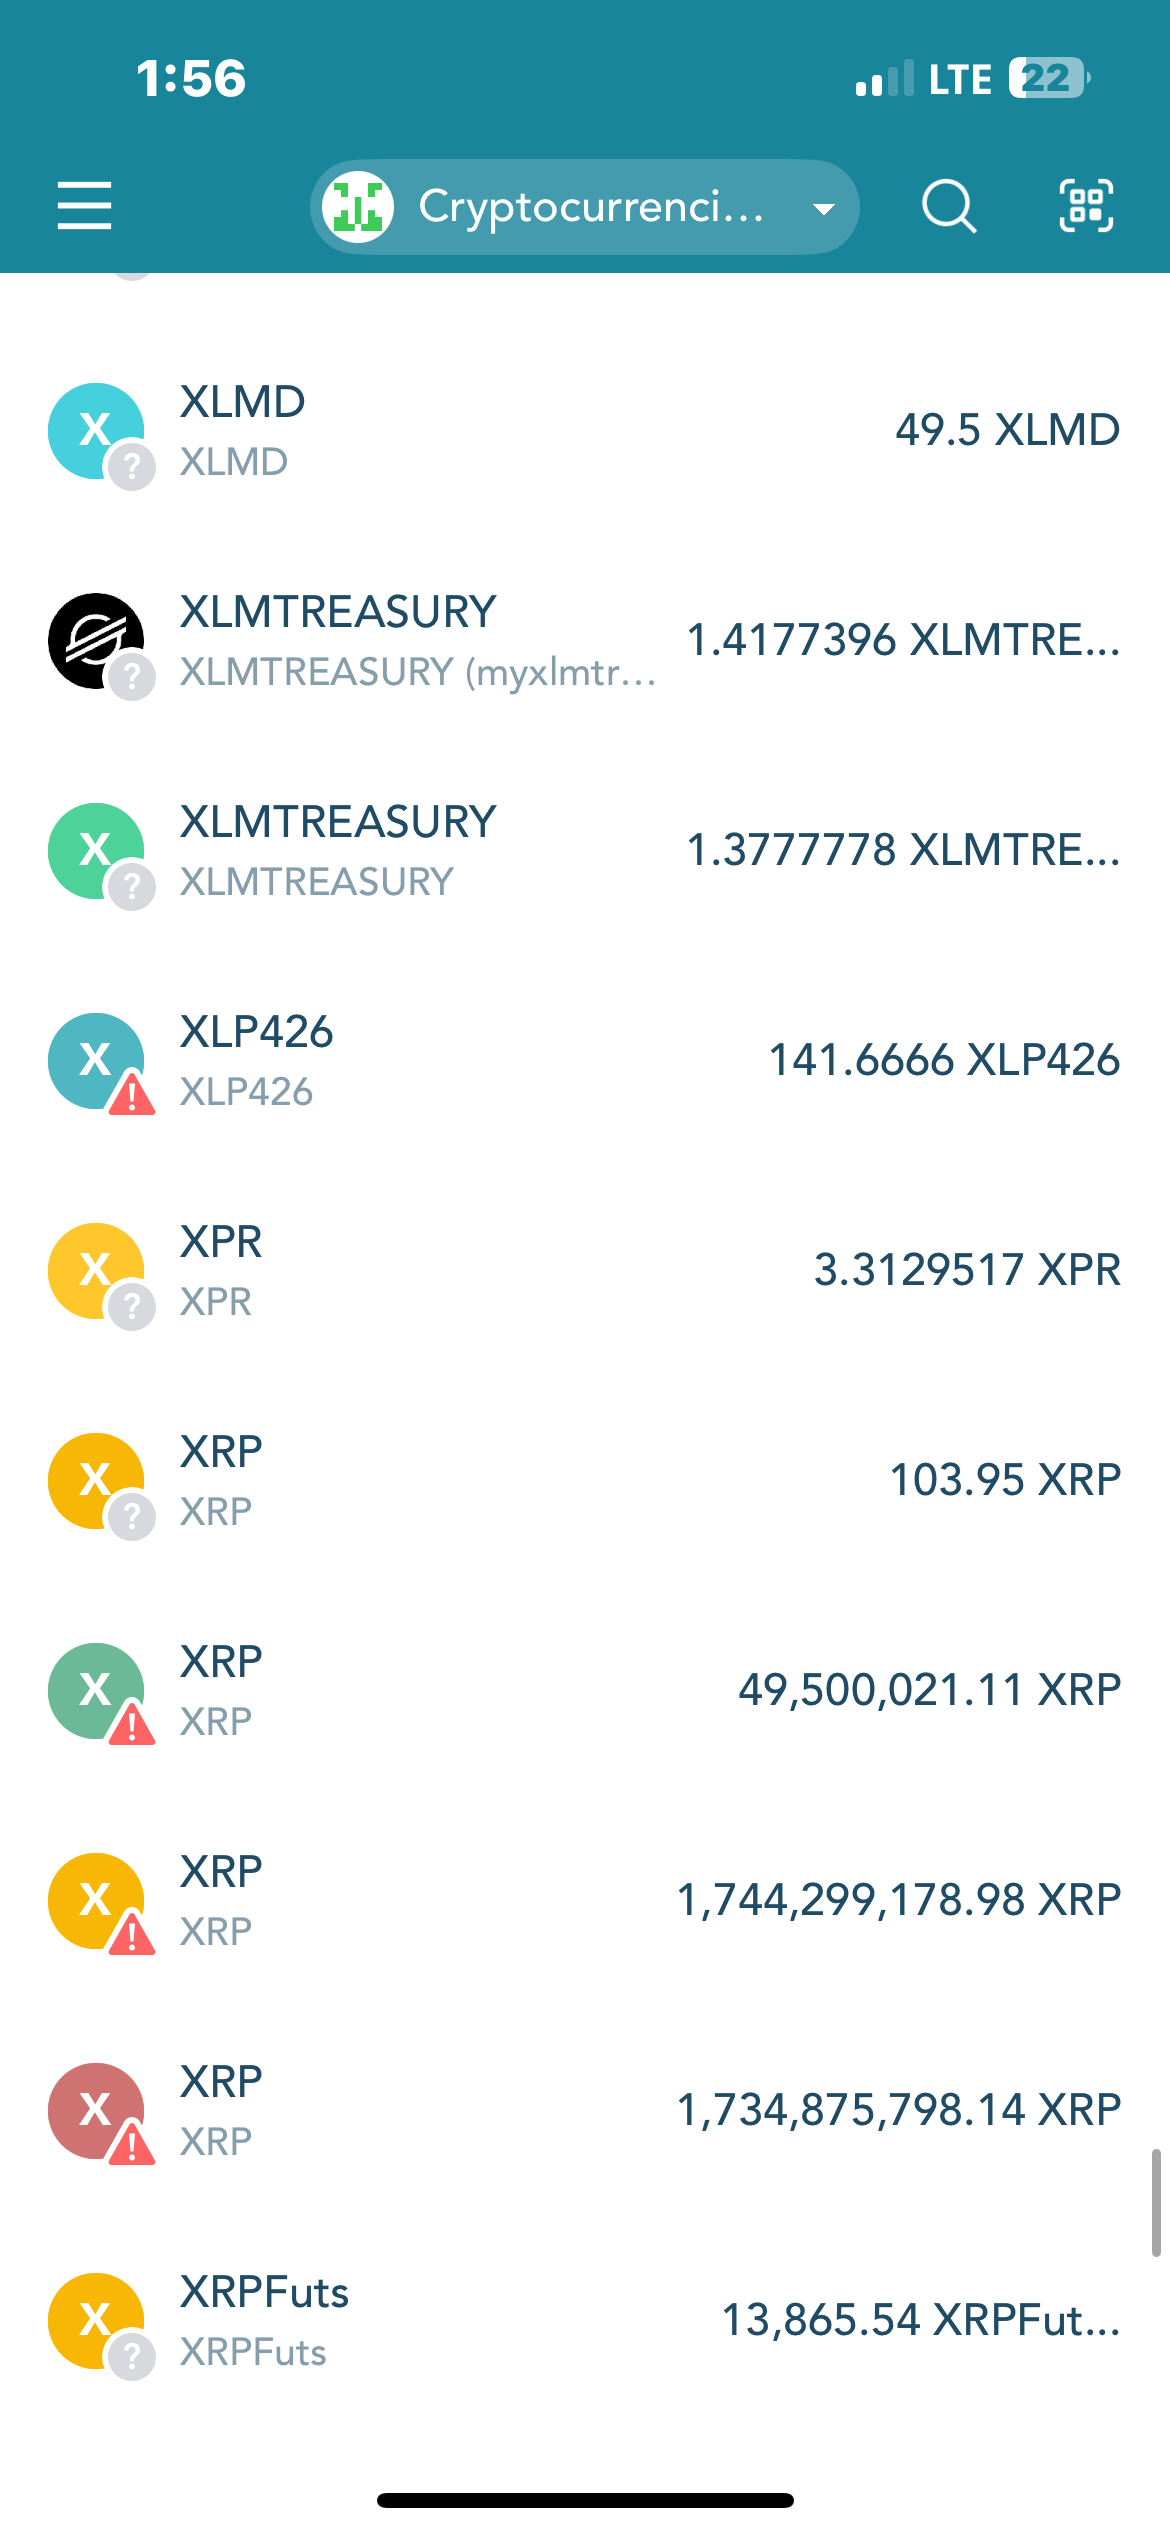 1:56
LTE 22
Cryptocurrenci...
X ? XLMD
XLMD
49.5 XLMD
? XLMTREASURY
XLMTREASURY (myxlmtr...
1.4177396 XLMTRE...
X ? XLMTREASURY
XLMTREASURY
1.3777778 XLMTRE...
X ! XLP426
XLP426
141.6666 XLP426
X ? XPR
XPR
3.3129517 XPR
X ? XRP
XRP
103.95 XRP
X ! XRP
XRP
49,500,021.11 XRP
X ! XRP
XRP
1,744,299,178.98 XRP
X ! XRP
XRP
1,734,875,798.14 XRP
X ? XRPFuts
XRPFuts
13,865.54 XRPFut...